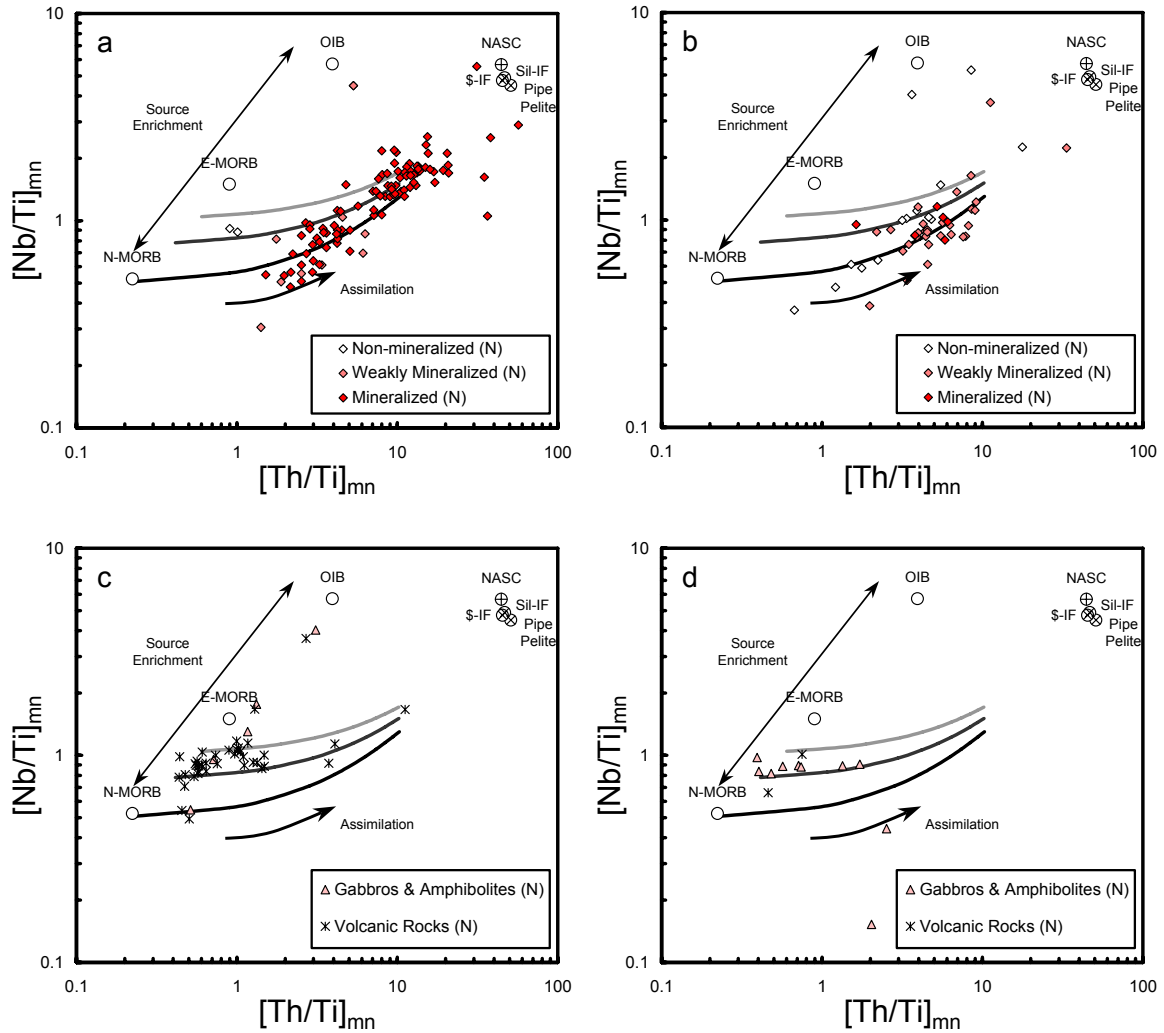 a
10
1
0.1
[Nb/Ti]mn
OIB
NASC
$-IF
Sil-IF
Pipe
Pelite
Source
Enrichment
E-MORB
N-MORB
Assimilation
Non-mineralized (N)
Weakly Mineralized (N)
Mineralized (N)
0.1 1 10 100
[Th/Ti]mn
b
10
1
0.1
[Nb/Ti]mn
OIB
NASC
$-IF
Sil-IF
Pipe
Pelite
Source
Enrichment
E-MORB
N-MORB
Assimilation
Non-mineralized (N)
Weakly Mineralized (N)
Mineralized (N)
0.1 1 10 100
[Th/Ti]mn
c
10
1
0.1
[Nb/Ti]mn
OIB
NASC
$-IF
Sil-IF
Pipe
Pelite
Source
Enrichment
E-MORB
N-MORB
Assimilation
Gabbros & Amphibolites (N)
Volcanic Rocks (N)
0.1 1 10 100
[Th/Ti]mn
d
10
1
0.1
[Nb/Ti]mn
OIB
NASC
$-IF
Sil-IF
Pipe
Pelite
Source
Enrichment
E-MORB
N-MORB
Assimilation
Gabbros & Amphibolites (N)
Volcanic Rocks (N)
0.1 1 10 100
[Th/Ti]mn